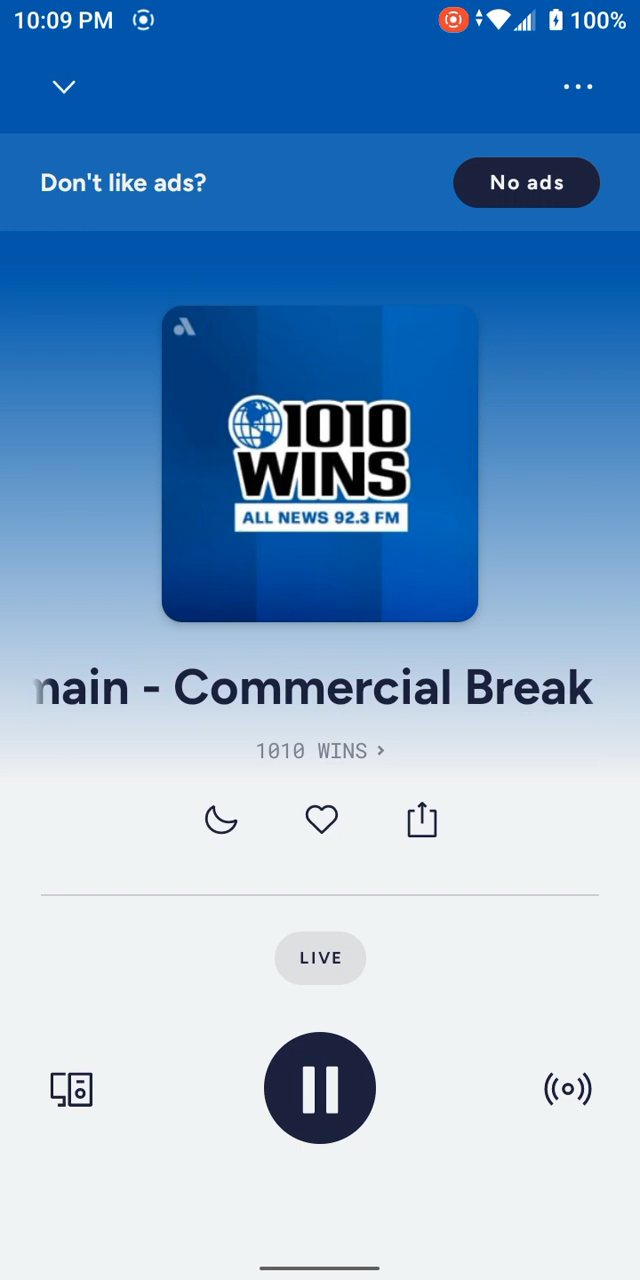 10:09 PM 100%
Don't like ads? No ads
1010
WINS
ALL NEWS 92.3 FM
- Commercial Break
1010 WINS >
LIVE